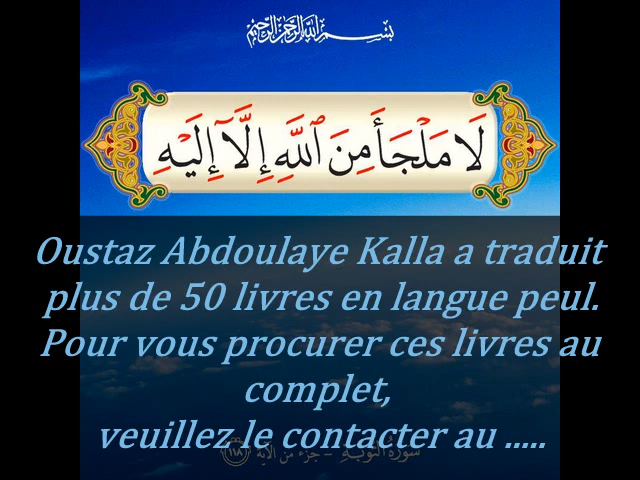 بسم الله الرحمن الرحيم
لَا مَلْجَأَ مِنَ ٱللَّهِ إِلَّآ إِلَيْهِ
Oustaz Abdoulaye Kalla a traduit
plus de 50 livres en langue peul.
Pour vous procurer ces livres au
complet,
veuillez le contacter au .....
سورة التوبة - جزء من الآية ١١٨